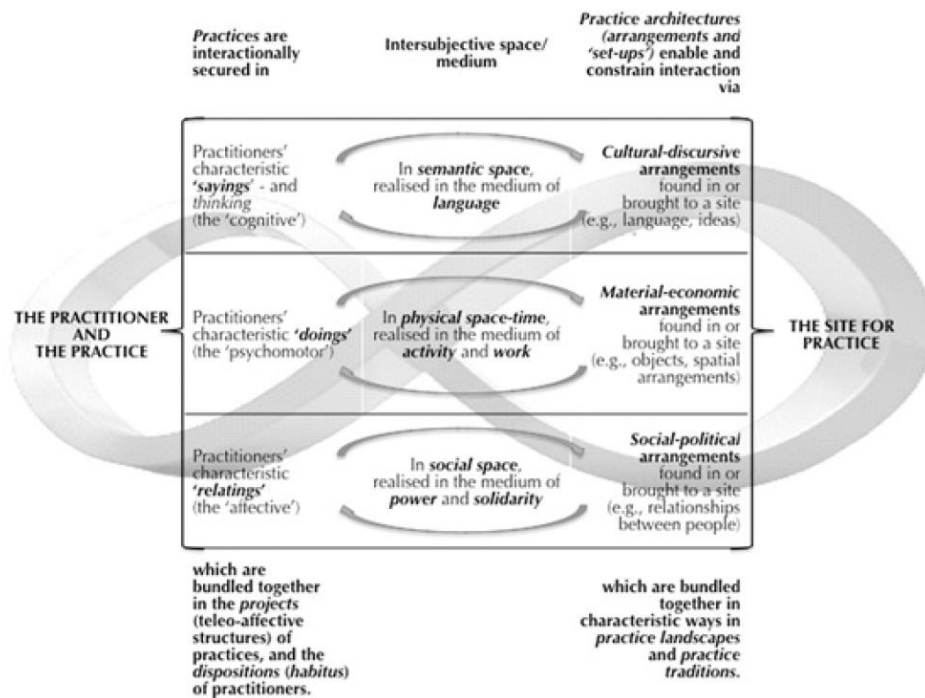 Practices are
interactionally
secured in
Intersubjective space/
medium
Practice architectures
(arrangements and
‘set-ups’) enable and
constrain interaction
via
THE PRACTITIONER
AND
THE PRACTICE
Practitioners’
characteristic
‘sayings’ - and
thinking
(the ‘cognitive’)
In semantic space,
realised in the medium of
language
Cultural-discursive
arrangements
found in or
brought to a site
(e.g., language, ideas)
Practitioners’
characteristic ‘doings’
(the ‘psychomotor’)
In physical space-time,
realised in the medium of
activity and work
Material-economic
arrangements
found in or
brought to a site
(e.g., objects, spatial
arrangements)
Practitioners’
characteristic
‘relatings’
(the ‘affective’)
In social space,
realised in the medium of
power and solidarity
Social-political
arrangements
found in or
brought to a site
(e.g., relationships
between people)
THE SITE FOR
PRACTICE
which are
bundled together
in the projects
(teleo-affective
structures) of
practices, and the
dispositions (habitus)
of practitioners.
which are bundled
together in
characteristic ways in
practice landscapes
and practice
traditions.